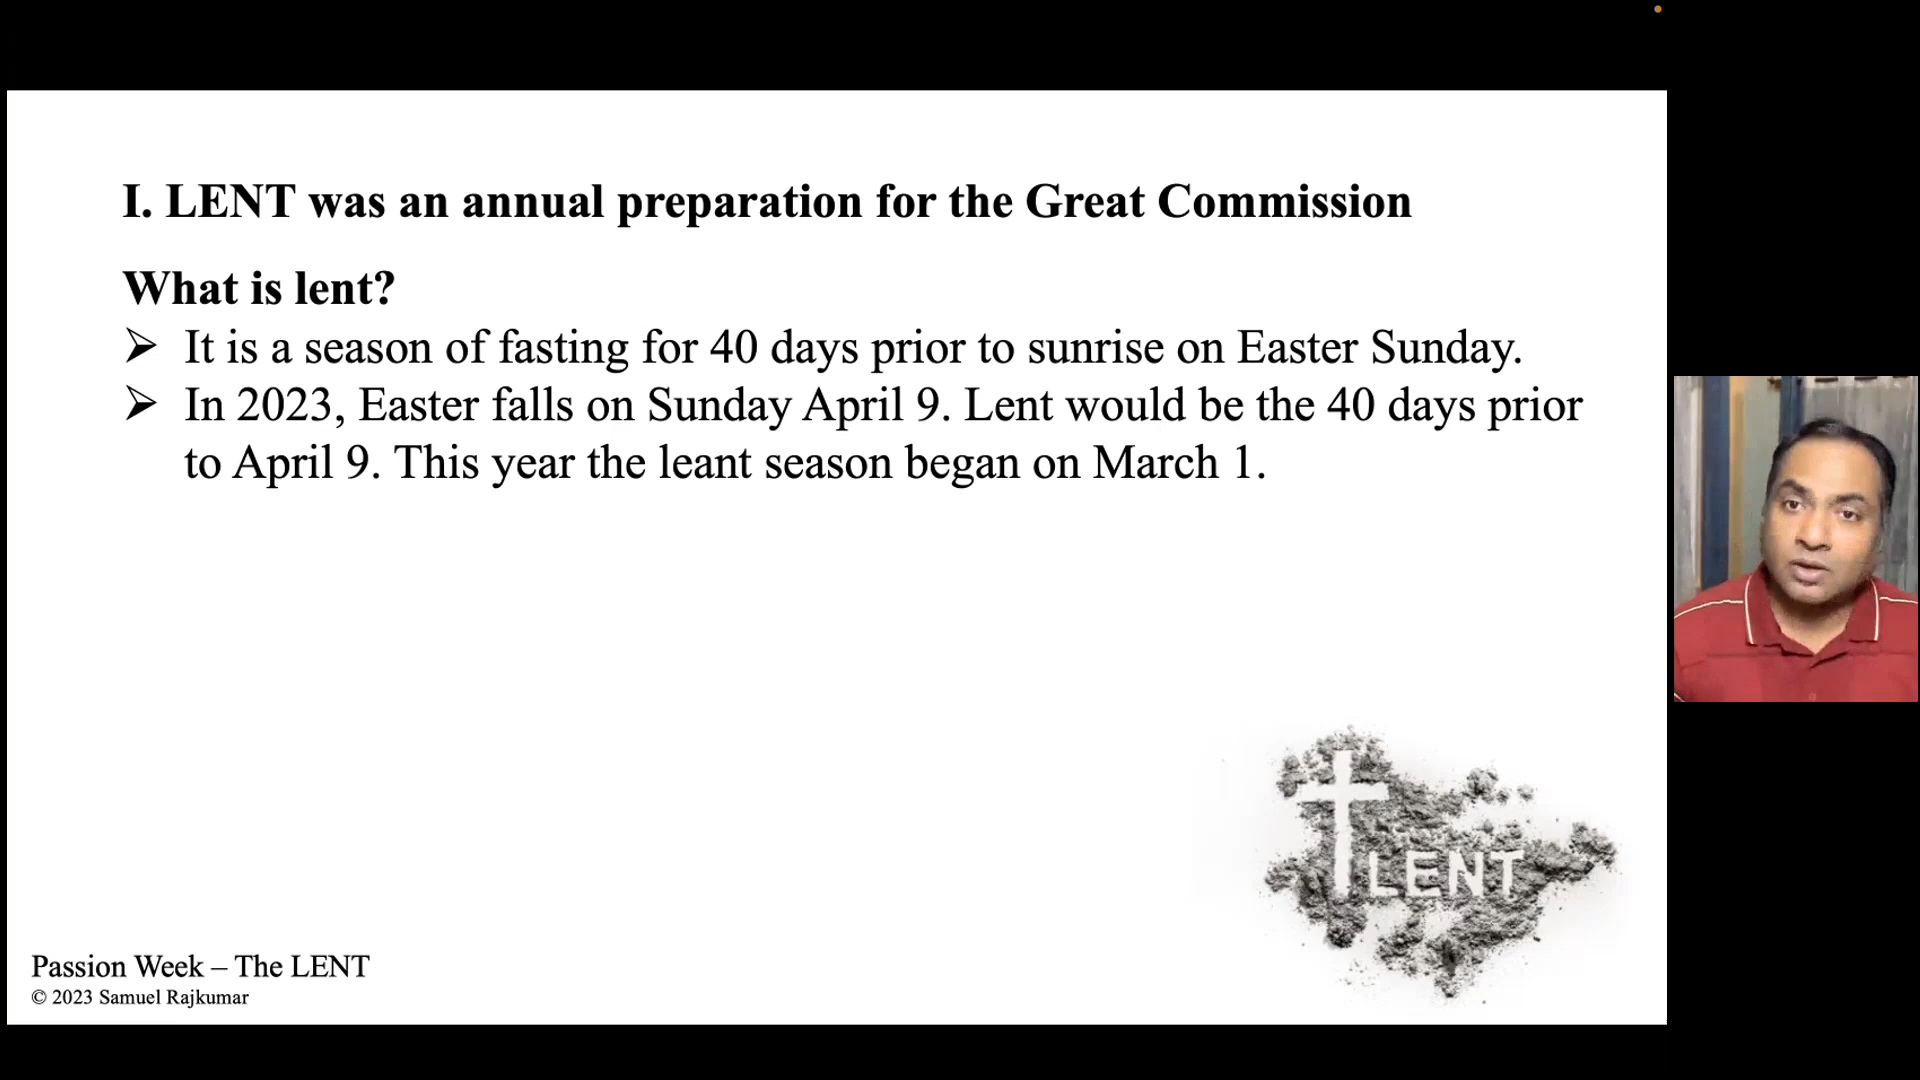 I. LENT was an annual preparation for the Great Commission
What is lent?
➢ It is a season of fasting for 40 days prior to sunrise on Easter Sunday.
➢ In 2023, Easter falls on Sunday April 9. Lent would be the 40 days prior
to April 9. This year the leant season began on March 1.
LENT
Passion Week – The LENT
© 2023 Samuel Rajkumar